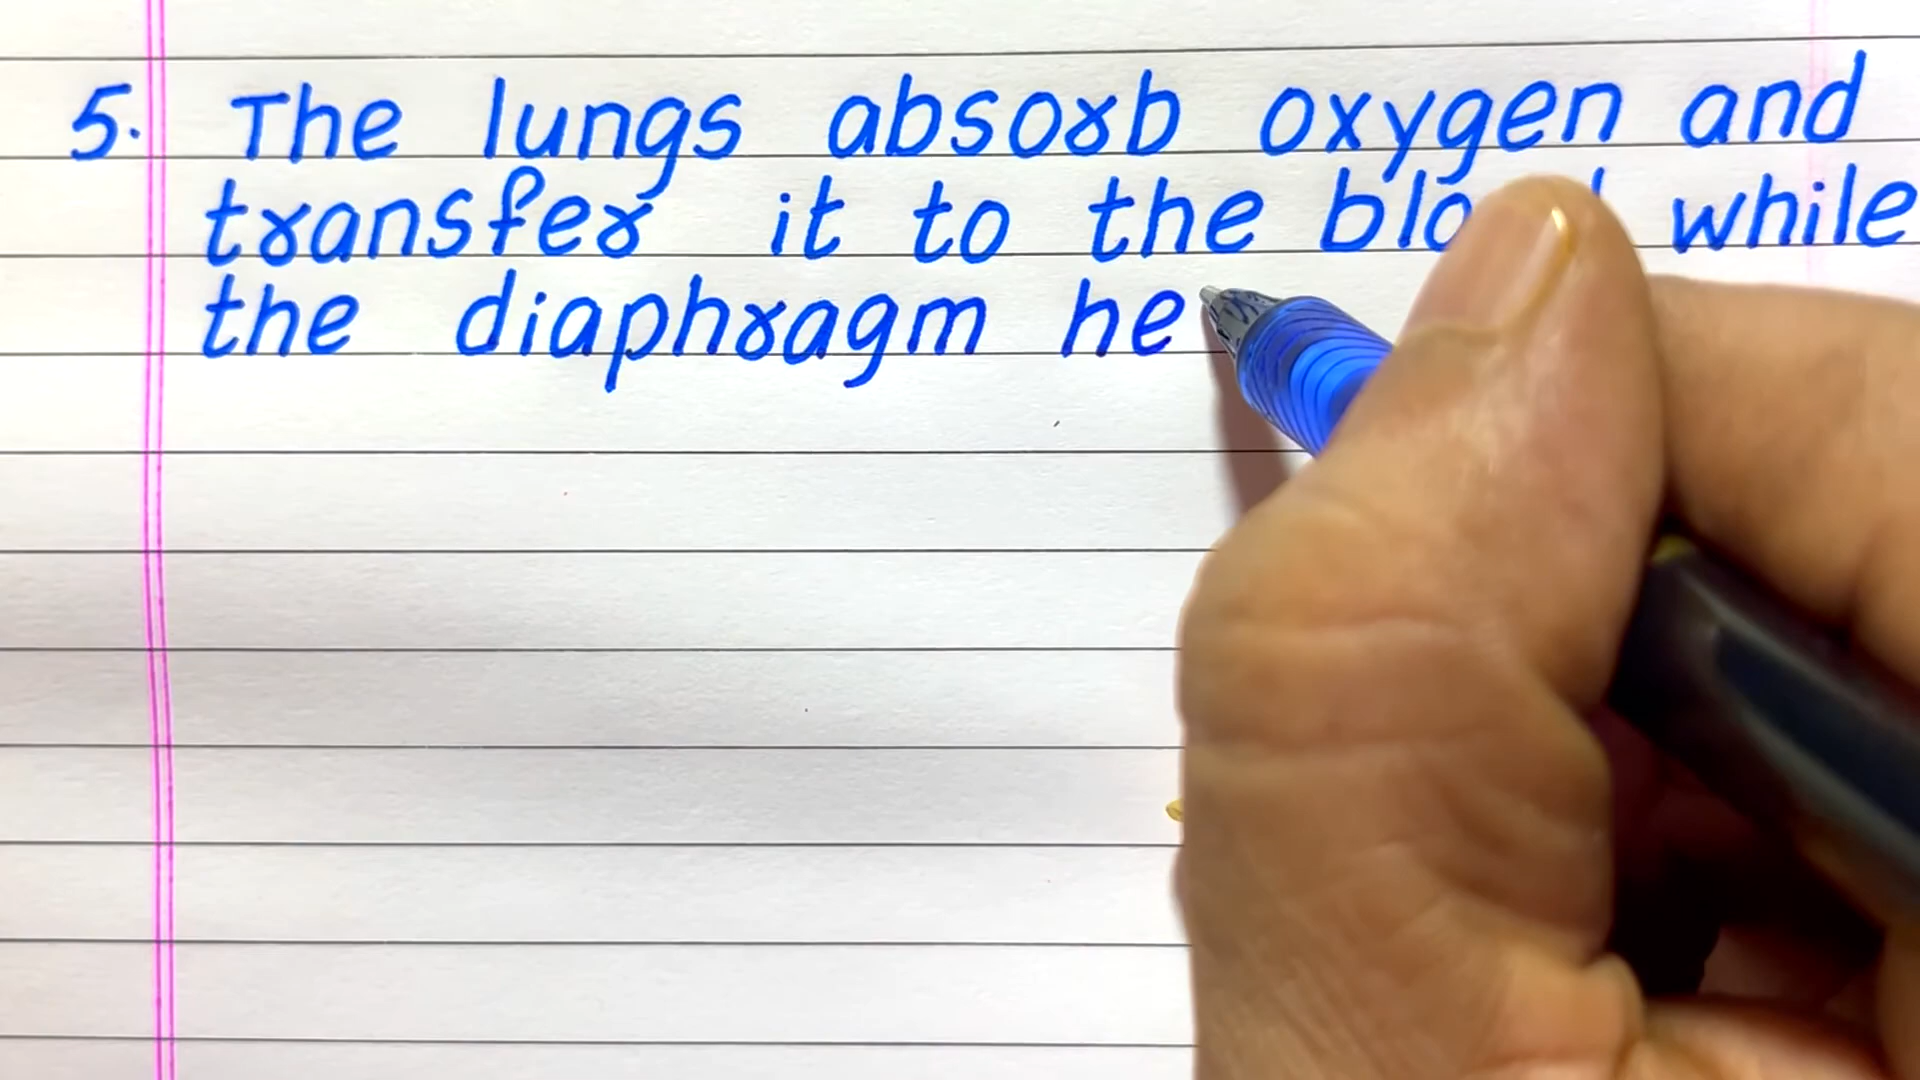 5. The lungs absorb oxygen and
transfer it to the while
the diaphragm he